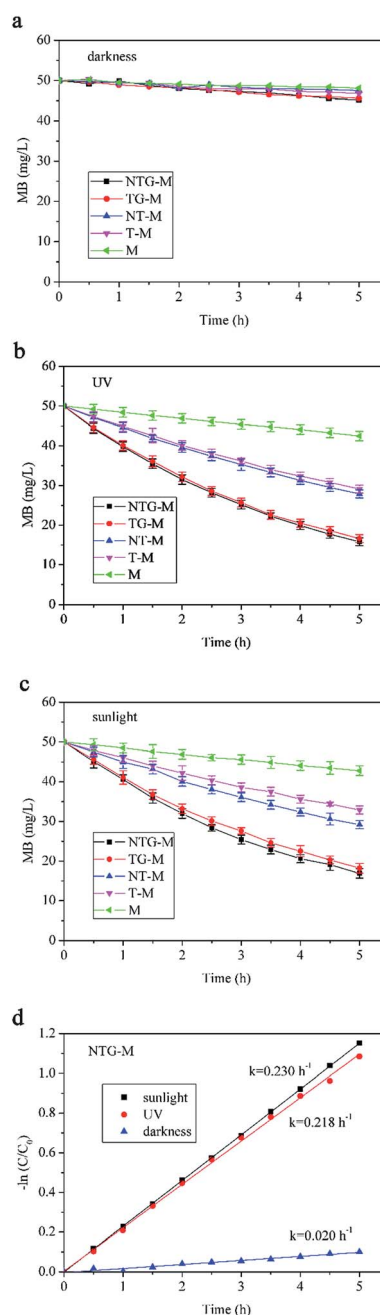 a
60
darkness
50
40
MB (mg/L)
30
NTG-M
TG-M
20
NT-M
T-M
10
M
0
0 1 2 3 4 5
Time (h)
b
60
UV
50
40
MB (mg/L)
30
20
NTG-M
TG-M
NT-M
10
T-M
M
0
0 1 2 3 4 5
Time (h)
c
60
sunlight
50
40
MB (mg/L)
30
20
NTG-M
TG-M
NT-M
10
T-M
M
0
0 1 2 3 4 5
Time (h)
d
-1.2
NTG-M
1.0
k=0.230 h⁻¹
sunlight
0.8
UV
k=0.218 h⁻¹
darkness
-ln (C/C₀)
0.6
0.4
0.2
k=0.020 h⁻¹
0.0
0 1 2 3 4 5
Time (h)